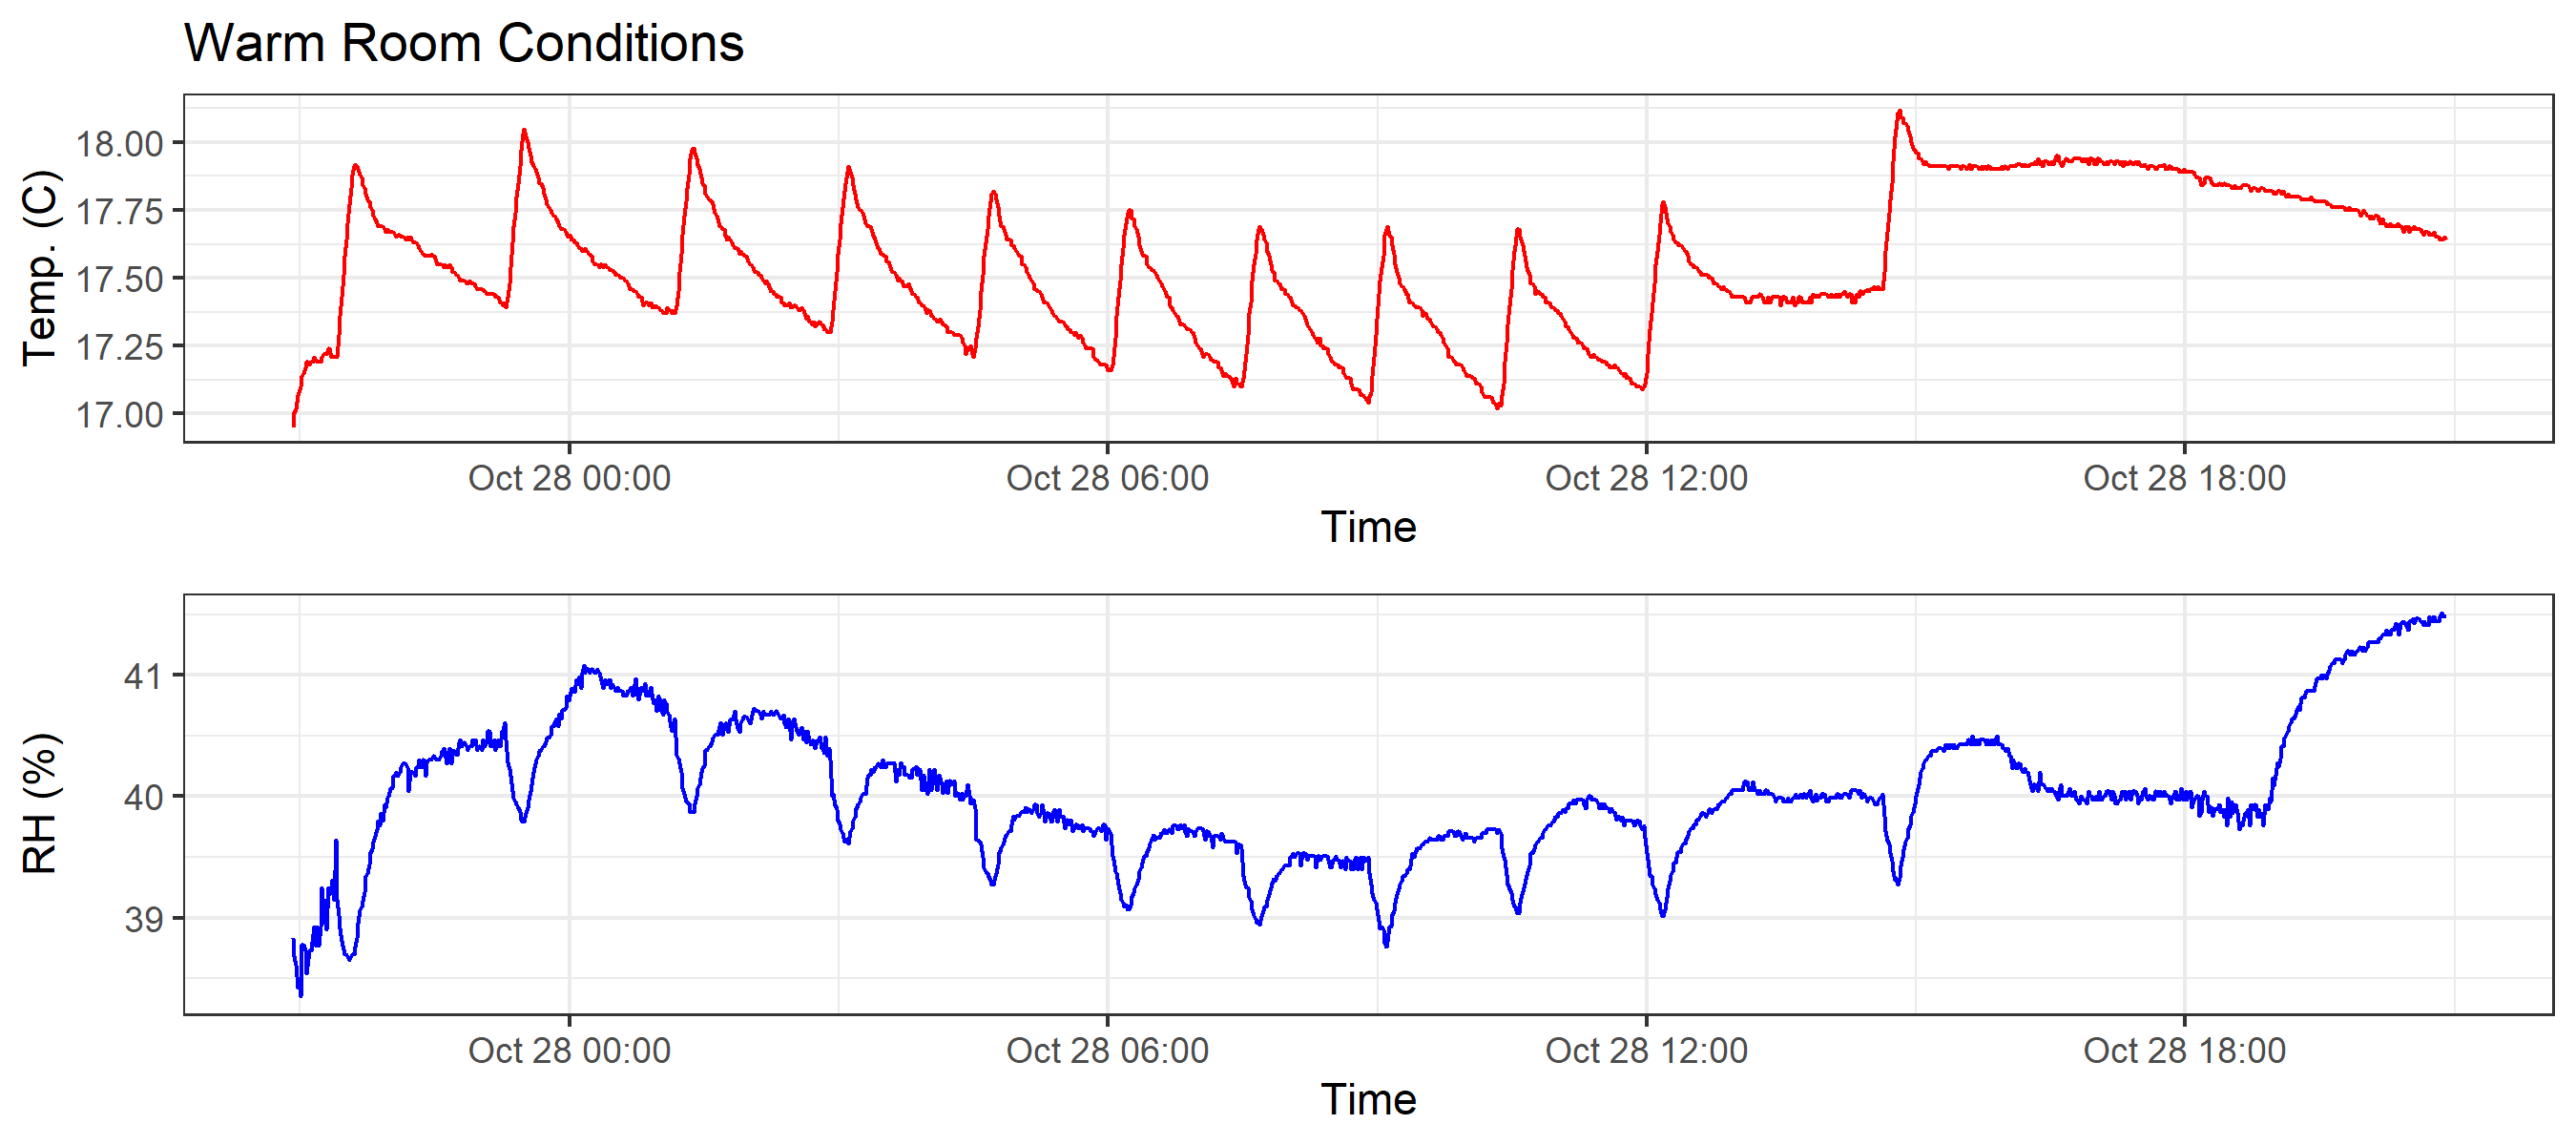 Warm Room Conditions
Temp. (C)
18.00
17.75
17.50
17.25
17.00
Oct 28 00:00 Oct 28 06:00 Oct 28 12:00 Oct 28 18:00
Time
RH (%)
41
40
39
Oct 28 00:00 Oct 28 06:00 Oct 28 12:00 Oct 28 18:00
Time